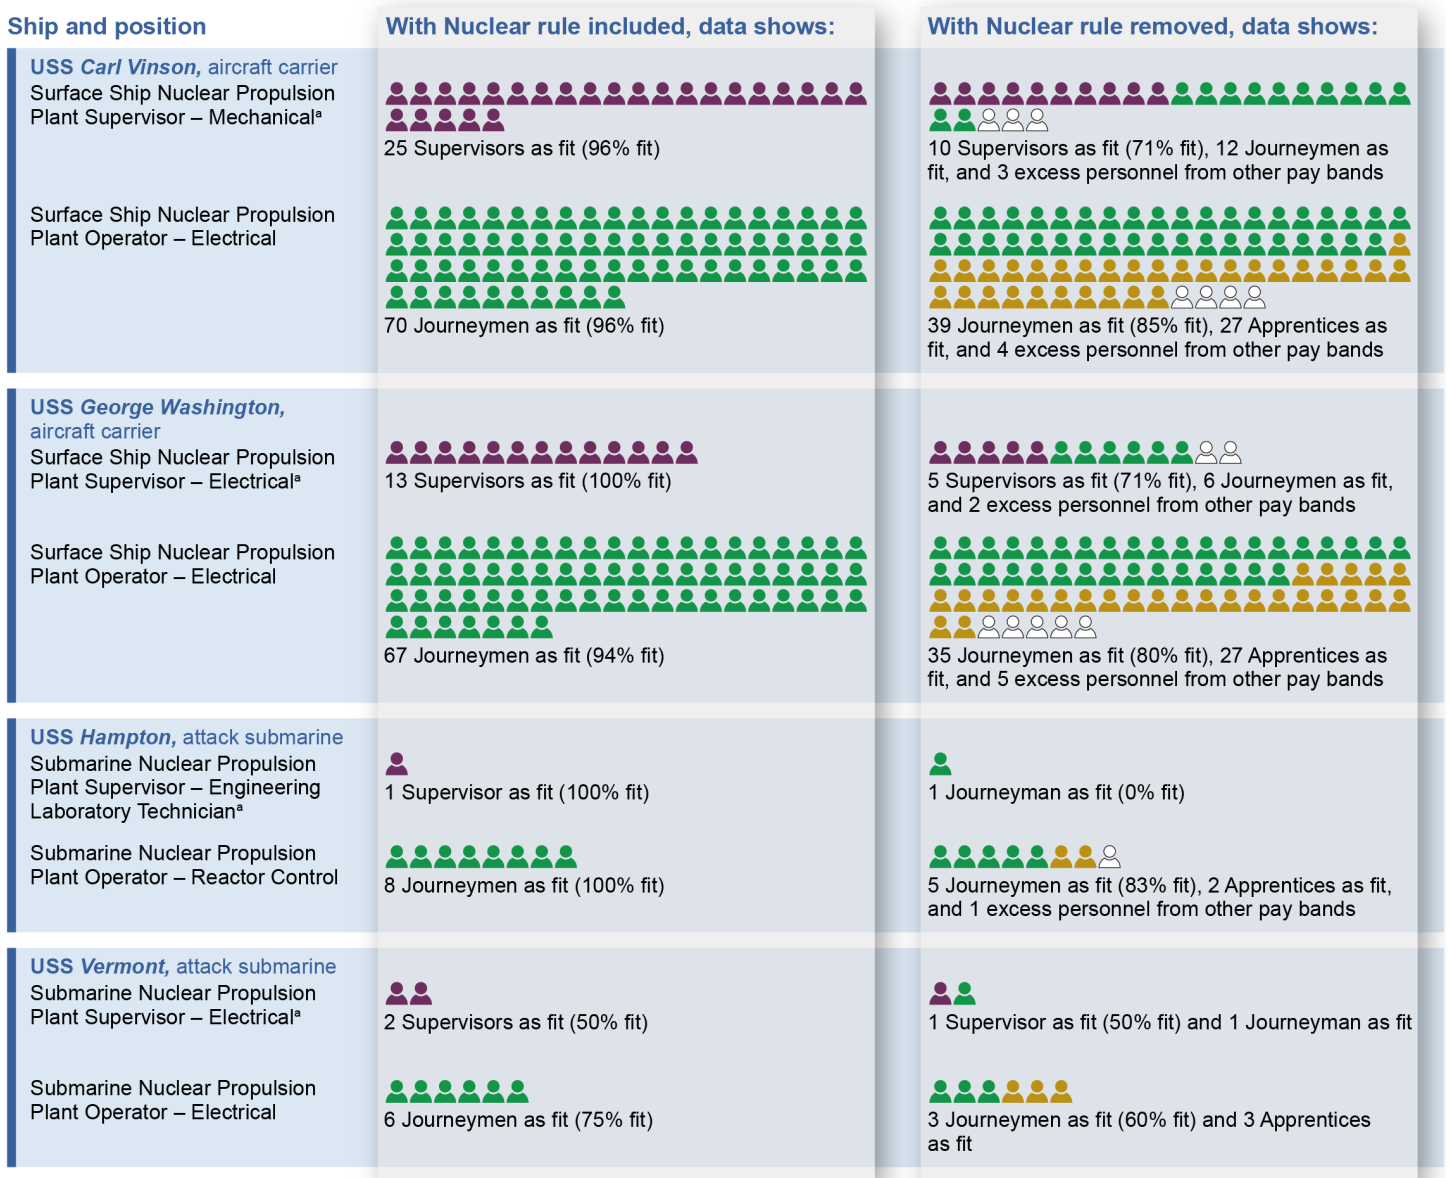 Ship and position
With Nuclear rule included, data shows:
With Nuclear rule removed, data shows:
USS Carl Vinson, aircraft carrier
Surface Ship Nuclear Propulsion
Plant Supervisor – Mechanicalᵃ
25 Supervisors as fit (96% fit)
10 Supervisors as fit (71% fit), 12 Journeymen as
fit, and 3 excess personnel from other pay bands
Surface Ship Nuclear Propulsion
Plant Operator – Electrical
70 Journeymen as fit (96% fit)
39 Journeymen as fit (85% fit), 27 Apprentices as
fit, and 4 excess personnel from other pay bands
USS George Washington,
aircraft carrier
Surface Ship Nuclear Propulsion
Plant Supervisor – Electricalᵃ
13 Supervisors as fit (100% fit)
5 Supervisors as fit (71% fit), 6 Journeymen as fit,
and 2 excess personnel from other pay bands
Surface Ship Nuclear Propulsion
Plant Operator – Electrical
67 Journeymen as fit (94% fit)
35 Journeymen as fit (80% fit), 27 Apprentices as
fit, and 5 excess personnel from other pay bands
USS Hampton, attack submarine
Submarine Nuclear Propulsion
Plant Supervisor – Engineering
Laboratory Technicianᵃ
1 Supervisor as fit (100% fit)
1 Journeyman as fit (0% fit)
Submarine Nuclear Propulsion
Plant Operator – Reactor Control
8 Journeymen as fit (100% fit)
5 Journeymen as fit (83% fit), 2 Apprentices as fit,
and 1 excess personnel from other pay bands
USS Vermont, attack submarine
Submarine Nuclear Propulsion
Plant Supervisor – Electricalᵃ
2 Supervisors as fit (50% fit)
1 Supervisor as fit (50% fit) and 1 Journeyman as fit
Submarine Nuclear Propulsion
Plant Operator – Electrical
6 Journeymen as fit (75% fit)
3 Journeymen as fit (60% fit) and 3 Apprentices
as fit